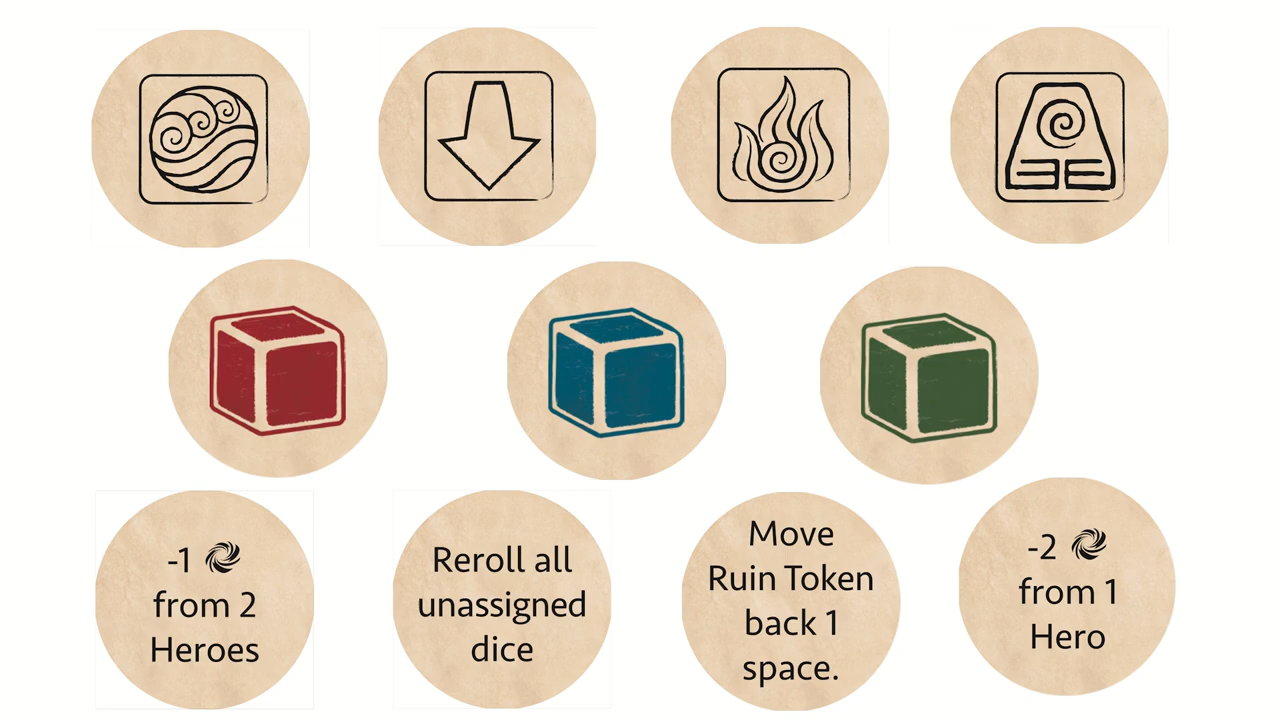 -1
from 2
Heroes
Reroll all
unassigned
dice
Move
Ruin Token
back 1
space.
-2
from 1
Hero